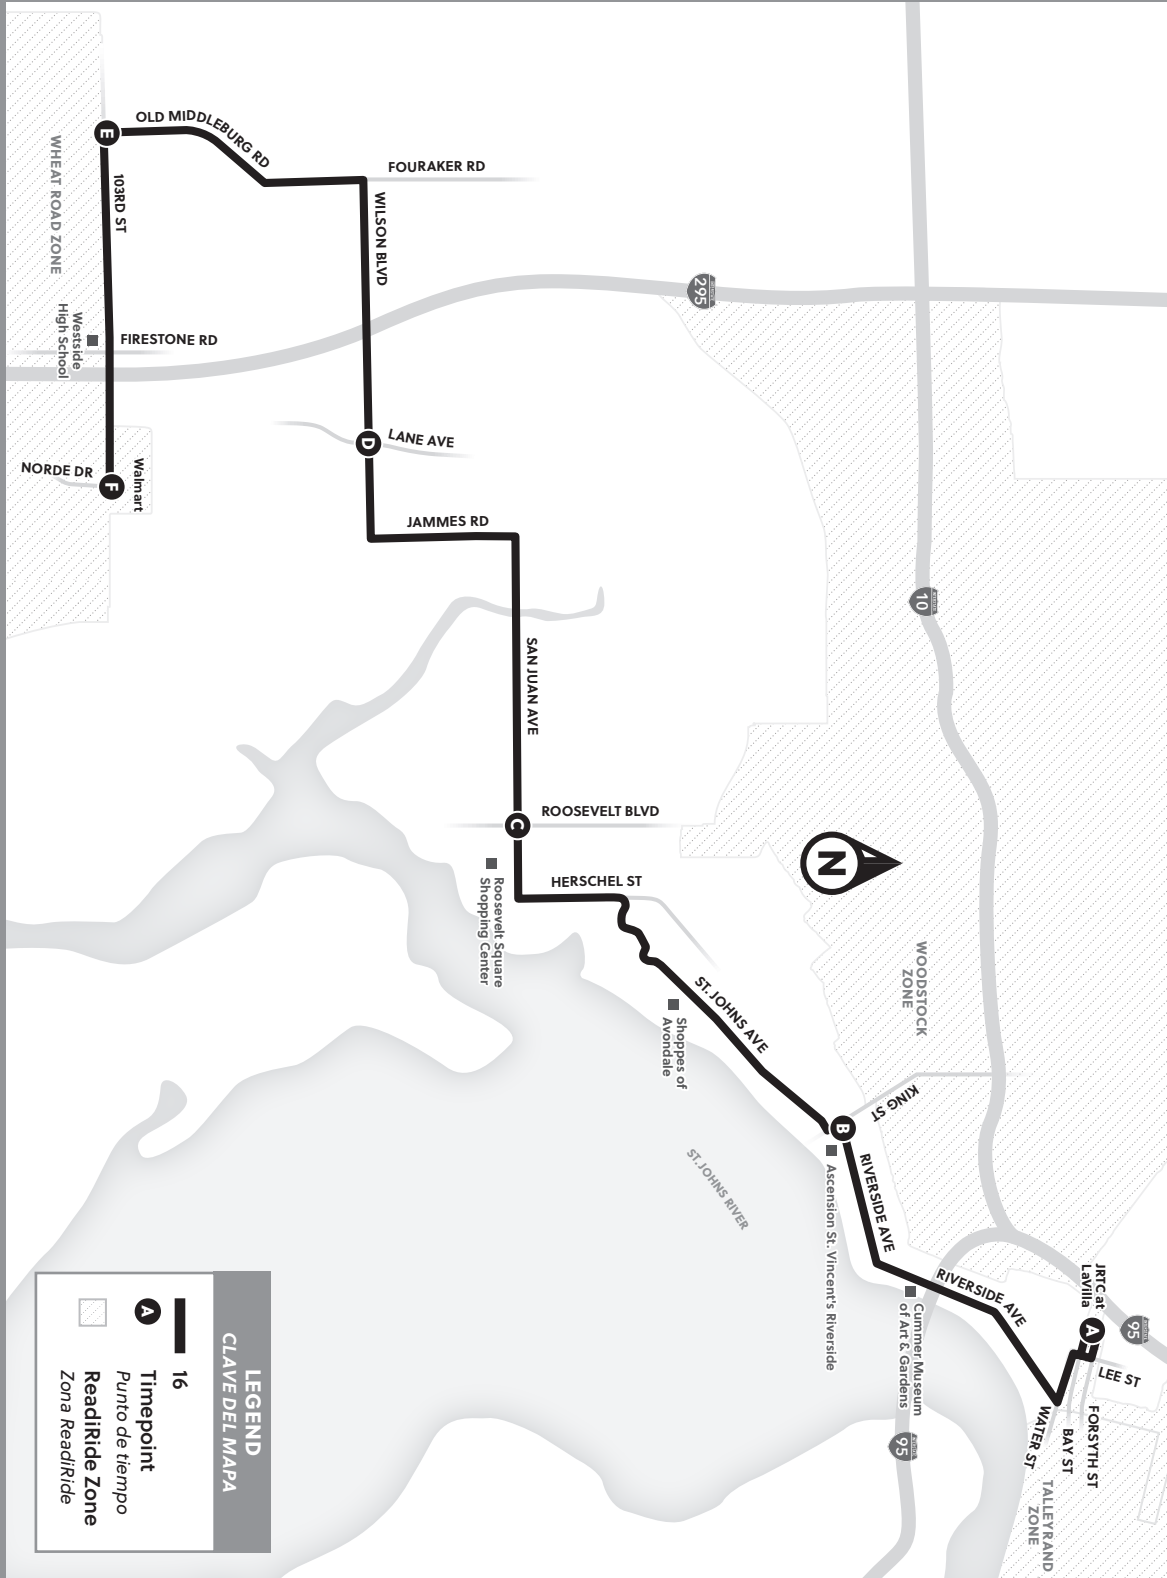 OLD MIDDLEBURG RD
FOURAKER RD
E
WHEAT ROAD ZONE
103RD ST
WILSON BLVD
INTERSTATE
295
Westside
High School
FIRESTONE RD
D
LANE AVE
NORDE DR
F
Walmart
JAMMES RD
INTERSTATE
10
SAN JUAN AVE
C
ROOSEVELT BLVD
Roosevelt Square
Shopping Center
HERSCHEL ST
N
WOODSTOCK
ZONE
ST. JOHNS AVE
Shoppes of
Avondale
KING ST
B
ST. JOHNS RIVER
Ascension St. Vincent's Riverside
RIVERSIDE AVE
RIVERSIDE AVE
Cummer Museum
of Art & Gardens
JRTC at
LaVilla
A
INTERSTATE
95
LEE ST
FORSYTH ST
BAY ST
WATER ST
INTERSTATE
95
TALLEYRAND
ZONE
LEGEND
CLAVE DEL MAPA
16
A
Timepoint
Punto de tiempo
ReadiRide Zone
Zona ReadiRide